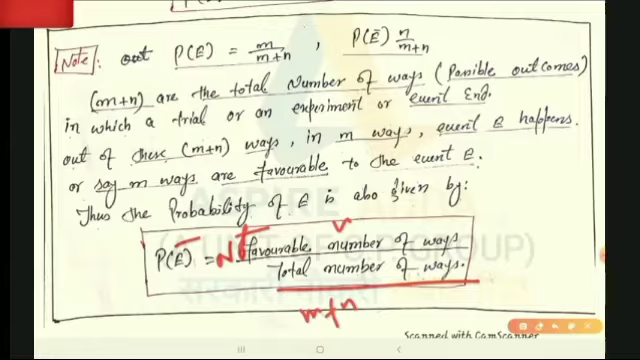 Note: out P(E) = m/m+n , P(Ē) n/m+n
(m+n) are the total Number of ways (Possible outcomes)
in which a trial or an experiment or event End.
out of these (m+n) ways, in m ways, event E happens.
or say m ways are favourable to the event E.
Thus the Probability of E is also given by:
P(Ē) = Not favourable number of ways
Total number of ways.
m+n
Scanned with CamScanner